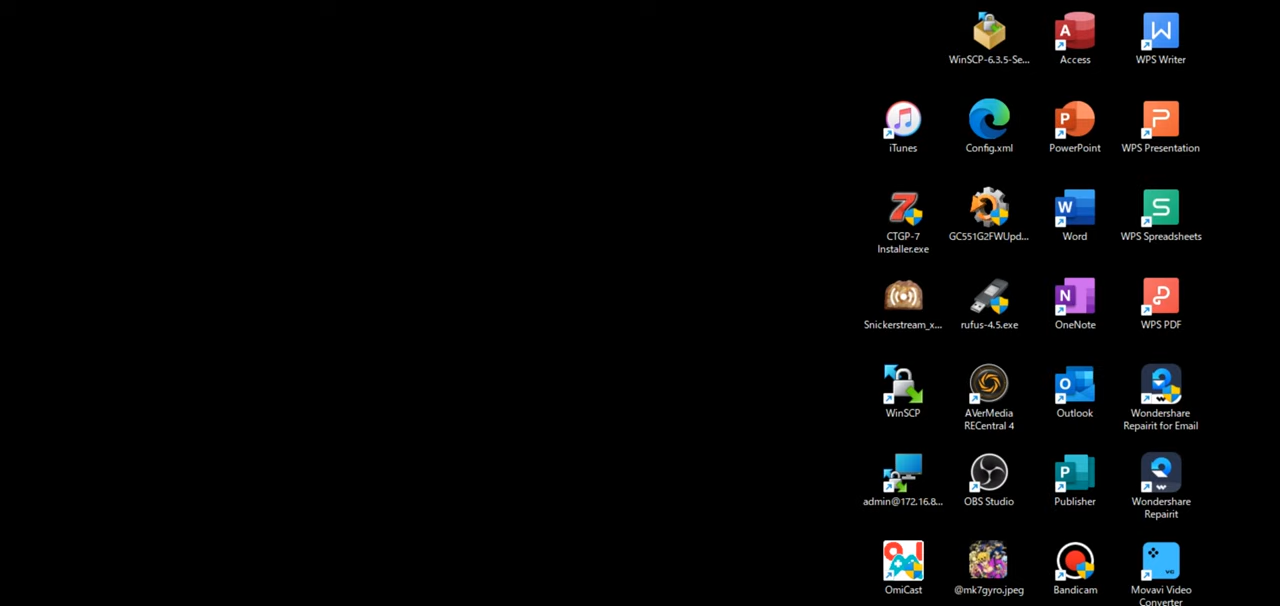 WinSCP-6.3.5-Se...
Access
WPS Writer
iTunes
Config.xml
PowerPoint
WPS Presentation
CTGP-7
Installer.exe
GC551G2FWUpd...
Word
WPS Spreadsheets
Snickerstream_x...
rufus-4.5.exe
OneNote
WPS PDF
WinSCP
AVerMedia
RECentral 4
Outlook
Wondershare
Repairit for Email
admin@172.16.8...
OBS Studio
Publisher
Wondershare
Repairit
OmiCast
@mk7gyro.jpeg
Bandicam
Movavi Video
Converter